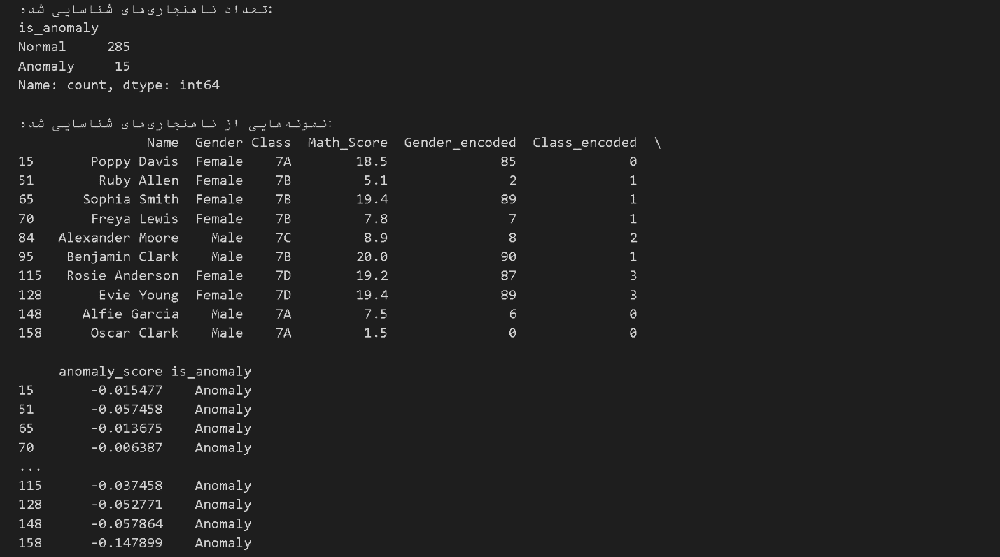 تعداد ناهنجاری‌های شناسایی شده:
is_anomaly
Normal     285
Anomaly     15
Name: count, dtype: int64
نمونه‌هایی از ناهنجاری‌های شناسایی شده:
                Name  Gender Class  Math_Score  Gender_encoded  Class_encoded  \
15       Poppy Davis  Female    7A        18.5              85              0
51        Ruby Allen  Female    7B         5.1               2              1
65      Sophia Smith  Female    7B        19.4              89              1
70       Freya Lewis  Female    7B         7.8               7              1
84   Alexander Moore    Male    7C         8.9               8              2
95    Benjamin Clark    Male    7B        20.0              90              1
115   Rosie Anderson  Female    7D        19.2              87              3
128       Evie Young  Female    7D        19.4              89              3
148     Alfie Garcia    Male    7A         7.5               6              0
158      Oscar Clark    Male    7A         1.5               0              0
     anomaly_score is_anomaly
15       -0.015477    Anomaly
51       -0.057458    Anomaly
65       -0.013675    Anomaly
70       -0.006387    Anomaly
...
115      -0.037458    Anomaly
128      -0.052771    Anomaly
148      -0.057864    Anomaly
158      -0.147899    Anomaly